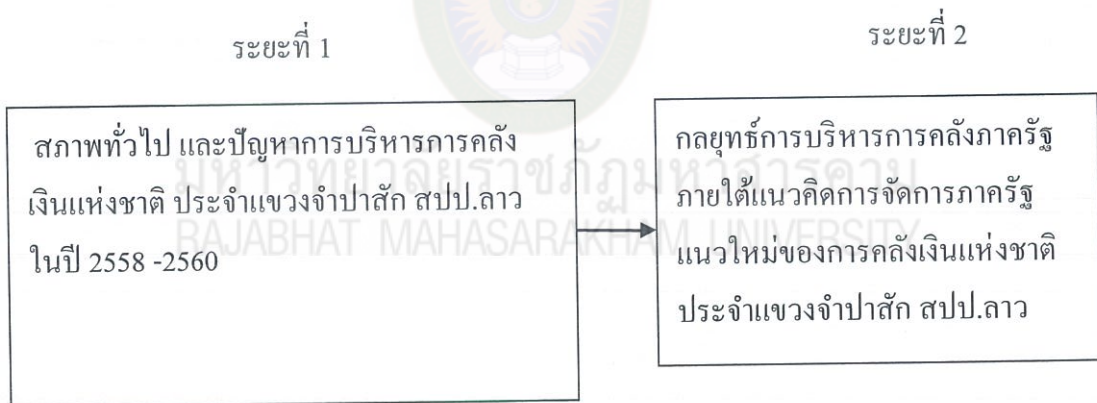 ระยะที่ 1
ระยะที่ 2
สภาพทั่วไป และปัญหาการบริหารการคลัง
เงินแห่งชาติ ประจำแขวงจำปาสัก สปป.ลาว
ในปี 2558 -2560
กลยุทธ์การบริหารการคลังภาครัฐ
ภายใต้แนวคิดการจัดการภาครัฐ
แนวใหม่ของการคลังเงินแห่งชาติ
ประจำแขวงจำปาสัก สปป.ลาว
มหาวิทยาลัยราชภัฏมหาสารคาม
RAJABHAT MAHASARAKHAM UNIVERSITY